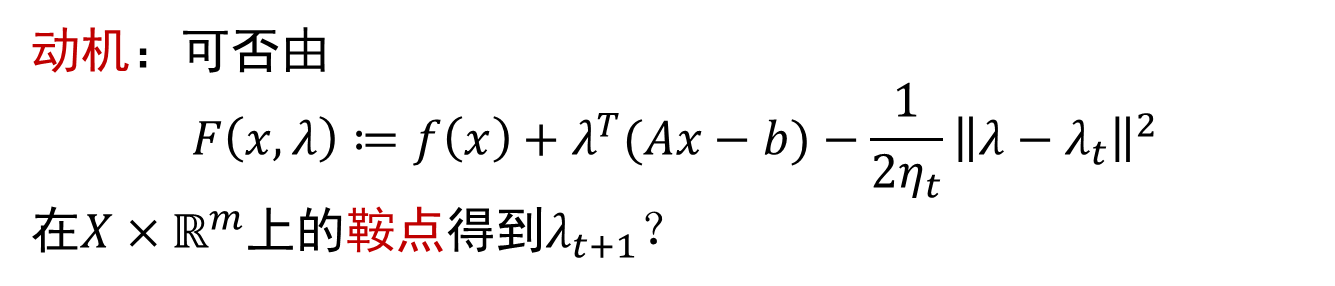 动机：可否由
F(x, λ) ≔ f(x) + λ^T(Ax − b) − \frac{1}{2η_t}‖λ − λ_t‖^2
在X × ℝ^m上的鞍点得到λ_{t+1}？